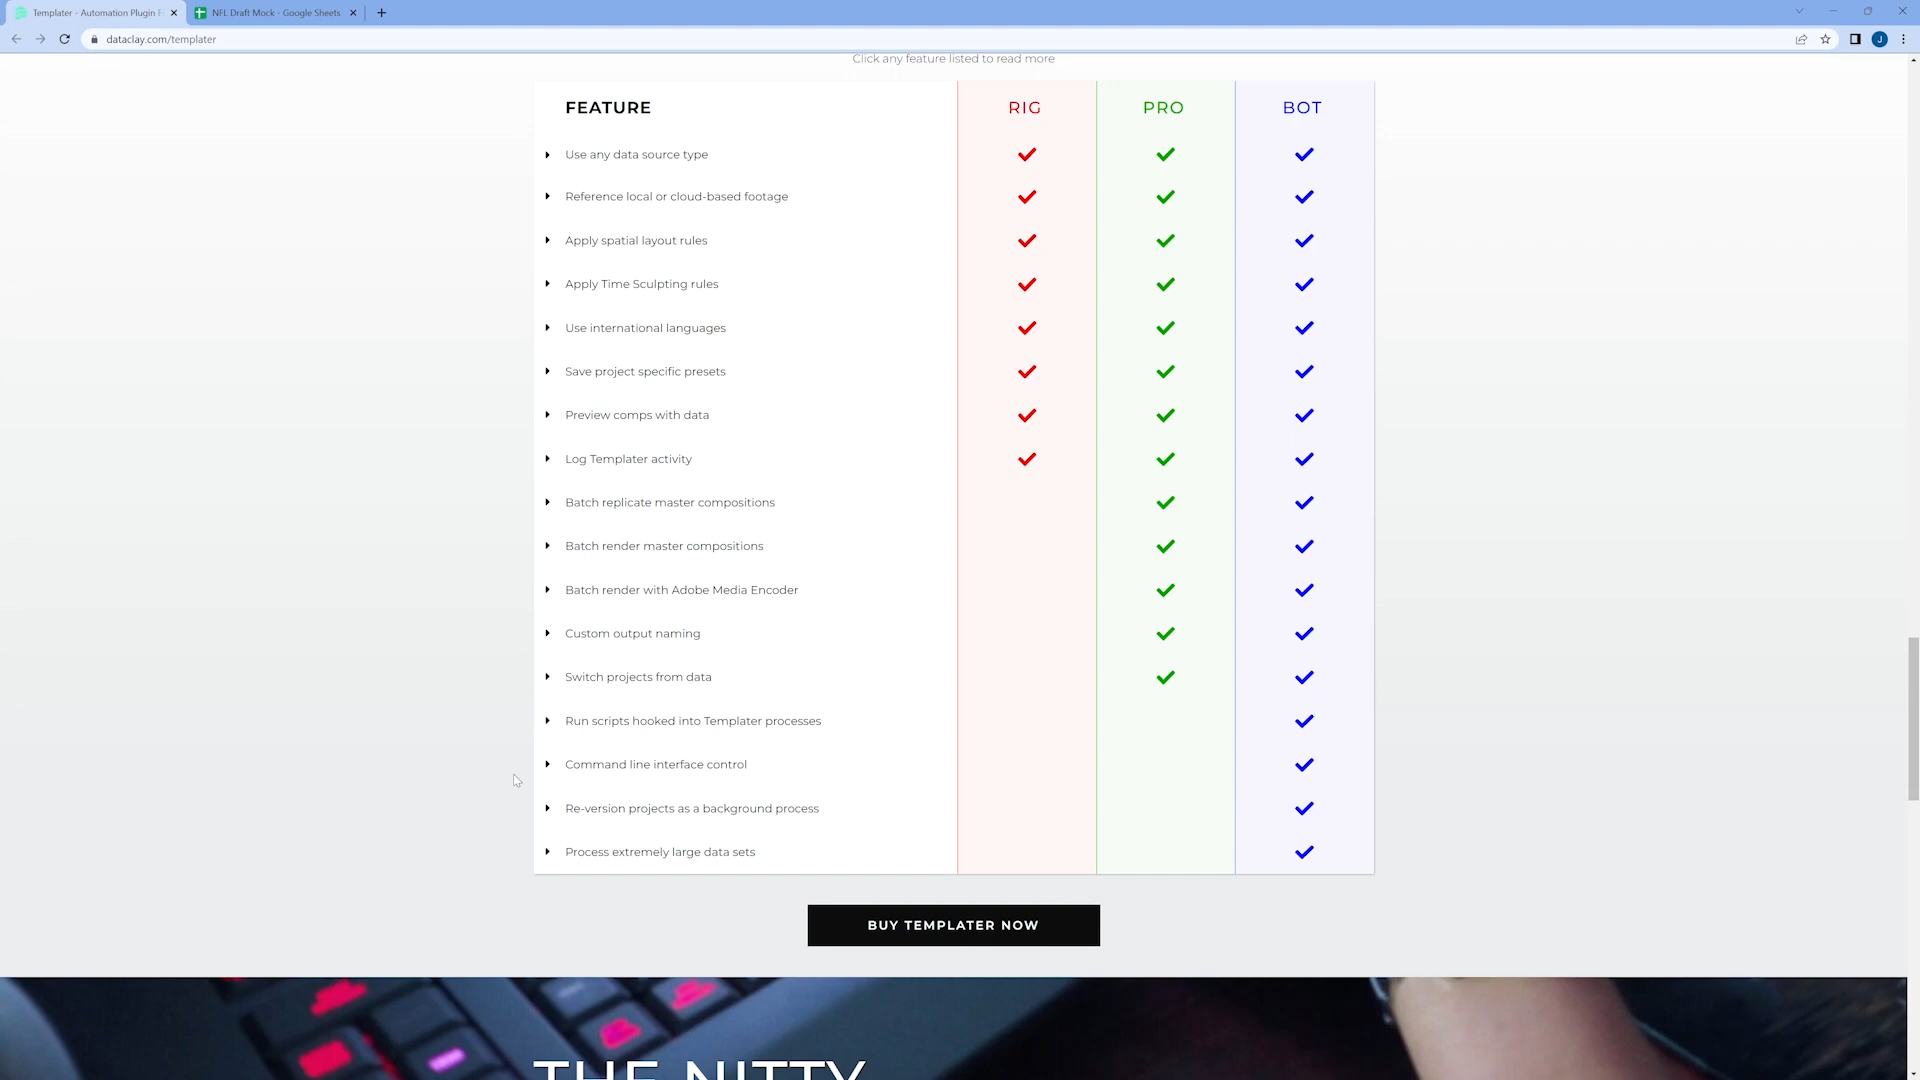 Templater - Automation Plugin F
NFL Draft Mock - Google Sheets
dataclay.com/templater
J
Click any feature listed to read more
FEATURE RIG PRO BOT
Use any data source type
Reference local or cloud-based footage
Apply spatial layout rules
Apply Time Sculpting rules
Use international languages
Save project specific presets
Preview comps with data
Log Templater activity
Batch replicate master compositions
Batch render master compositions
Batch render with Adobe Media Encoder
Custom output naming
Switch projects from data
Run scripts hooked into Templater processes
Command line interface control
Re-version projects as a background process
Process extremely large data sets
BUY TEMPLATER NOW
THE NITTY